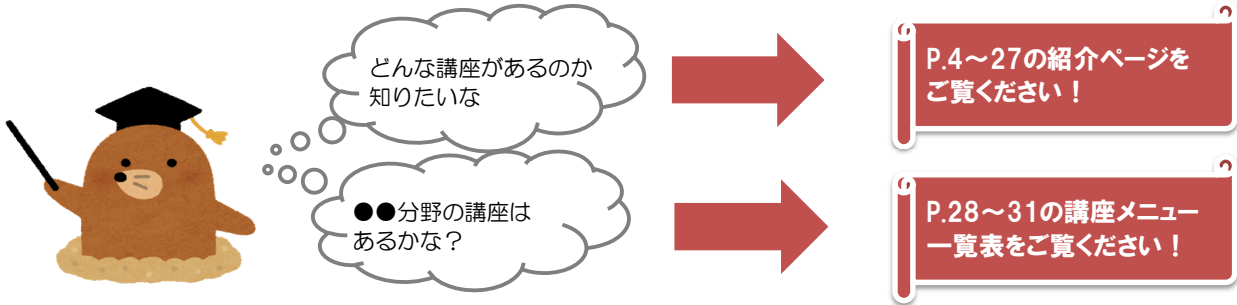 どんな講座があるのか
知りたいな
P.4～27の紹介ページを
ご覧ください！
●●分野の講座は
あるかな？
P.28～31の講座メニュー
一覧表をご覧ください！